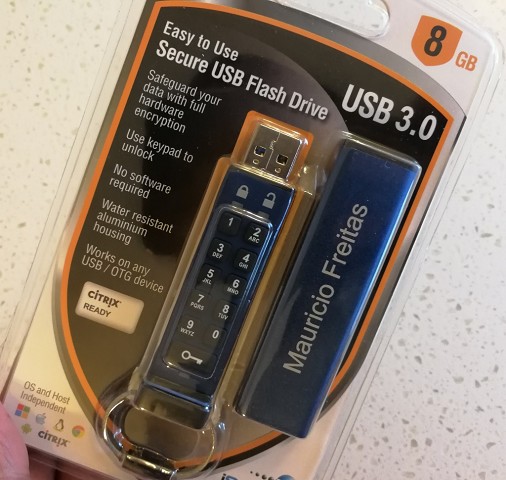 Easy to Use
Secure USB Flash Drive
8
GB
USB 3.0
Safeguard your
data with full
hardware
encryption
Use keypad to
unlock
No software
required
Water resistant
aluminium
housing
Works on any
USB / OTG device
CITRIX
READY
1
2
ABC
3
DEF
4
GHI
5
JKL
6
MNO
7
PQRS
8
TUV
9
WXYZ
0
Mauricio Freitas
OS and Host
Independent
CITRIX